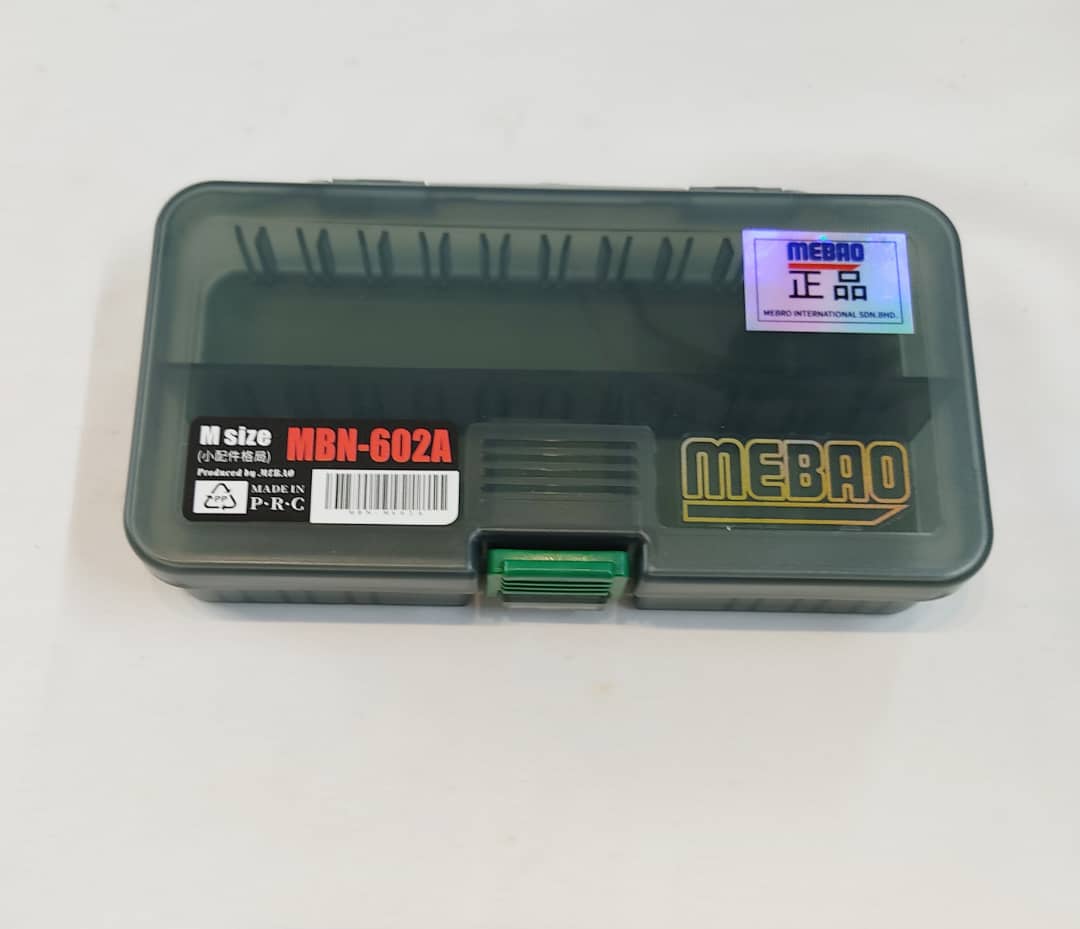 MEBAO
正品
MEBRO INTERNATIONAL SDN.BHD.
M size MBN-602A
(小配件格局)
Produced by MEBAO
PP
MADE IN
P·R·C
MEBAO